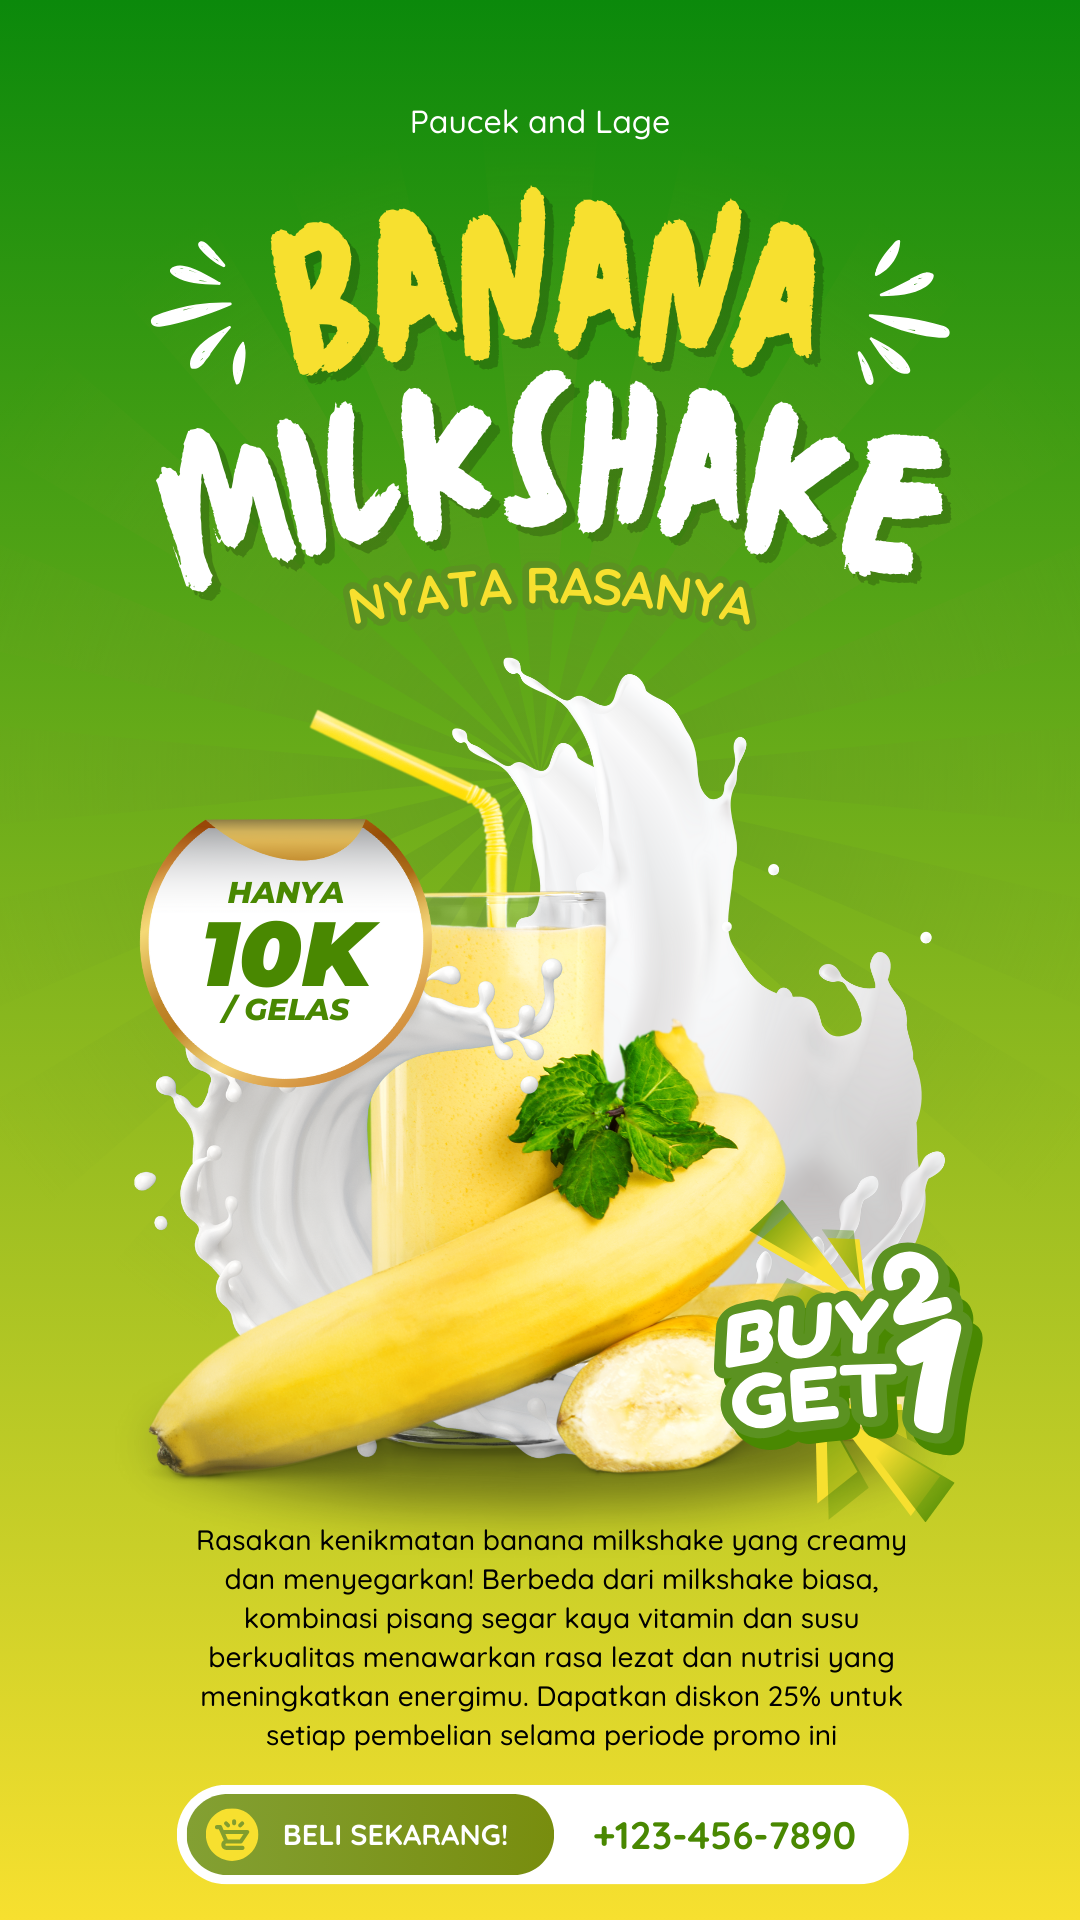 Paucek and Lage
BANANA
MILKSHAKE
NYATA RASANYA
HANYA
10K
/ GELAS
BUY 2
GET 1
Rasakan kenikmatan banana milkshake yang creamy
dan menyegarkan! Berbeda dari milkshake biasa,
kombinasi pisang segar kaya vitamin dan susu
berkualitas menawarkan rasa lezat dan nutrisi yang
meningkatkan energimu. Dapatkan diskon 25% untuk
setiap pembelian selama periode promo ini
BELI SEKARANG!
+123-456-7890